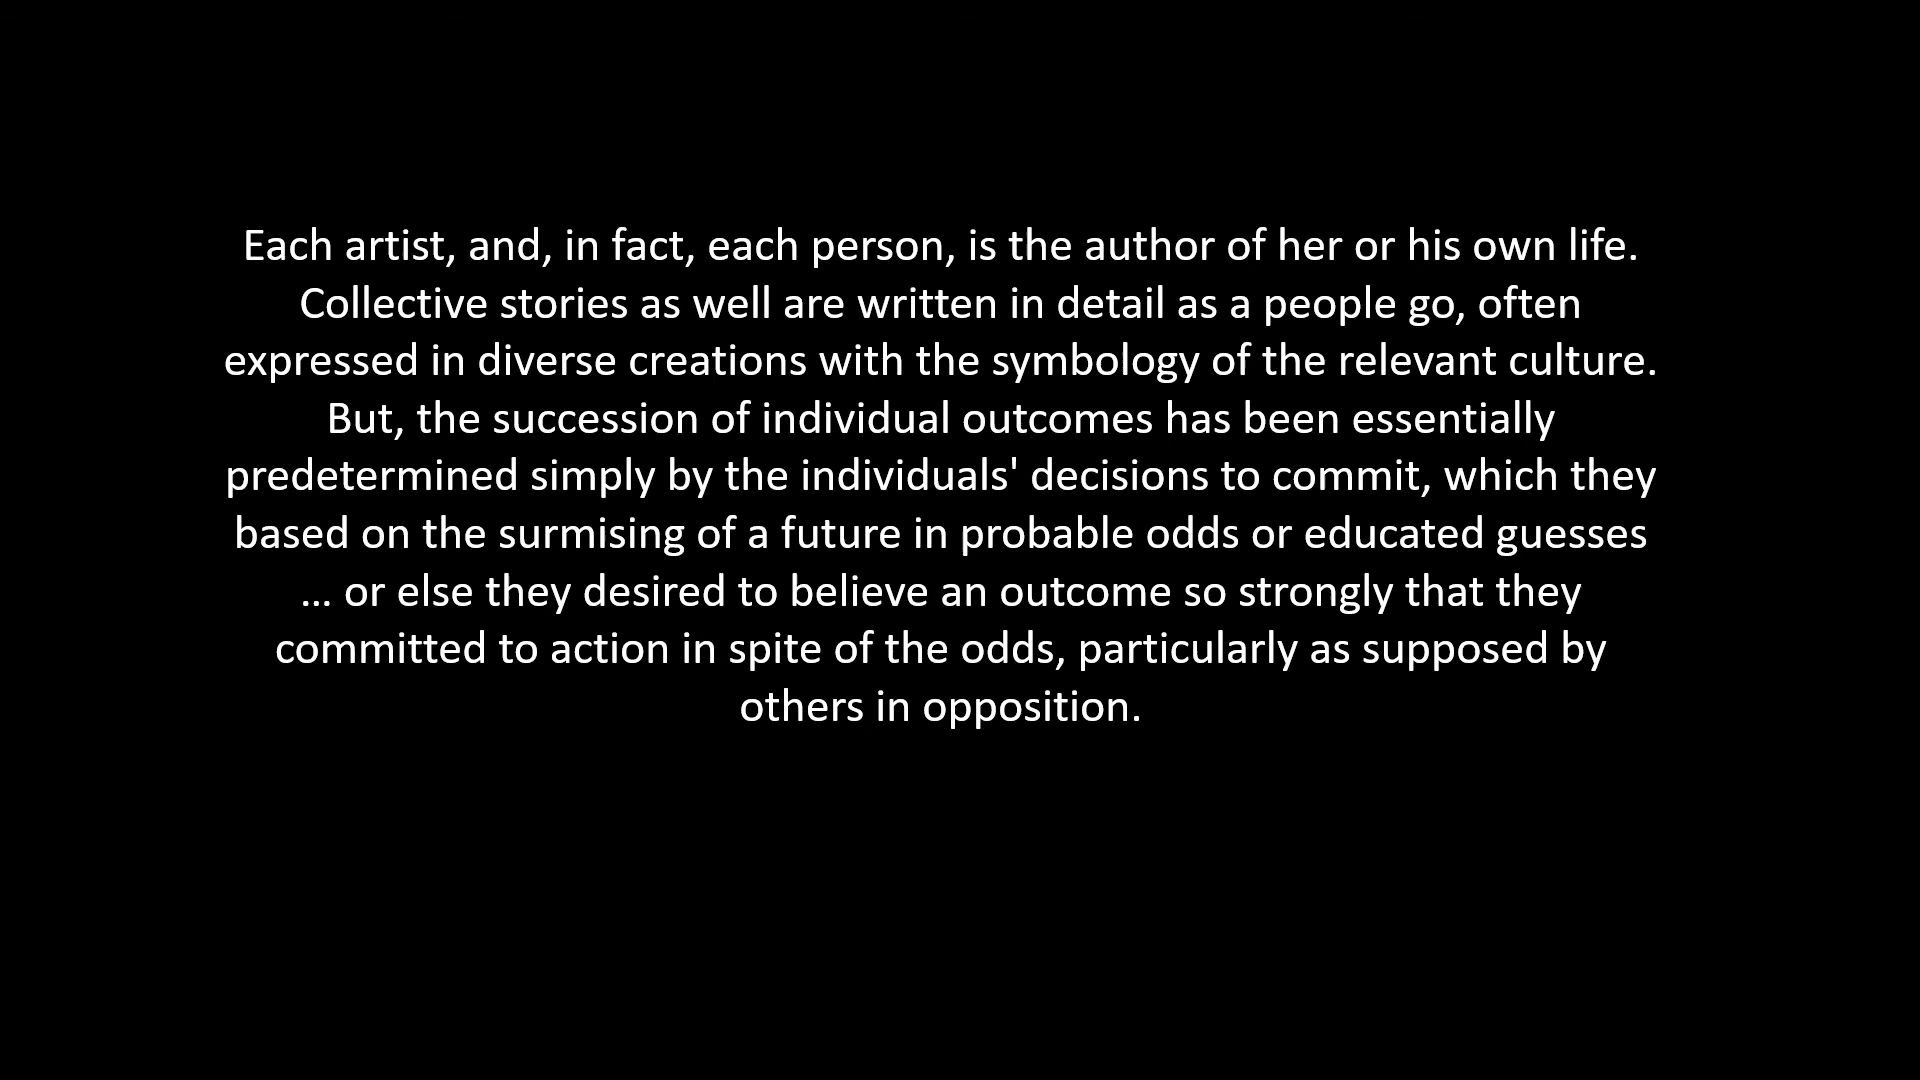 Each artist, and, in fact, each person, is the author of her or his own life.
Collective stories as well are written in detail as a people go, often
expressed in diverse creations with the symbology of the relevant culture.
But, the succession of individual outcomes has been essentially
predetermined simply by the individuals' decisions to commit, which they
based on the surmising of a future in probable odds or educated guesses
... or else they desired to believe an outcome so strongly that they
committed to action in spite of the odds, particularly as supposed by
others in opposition.